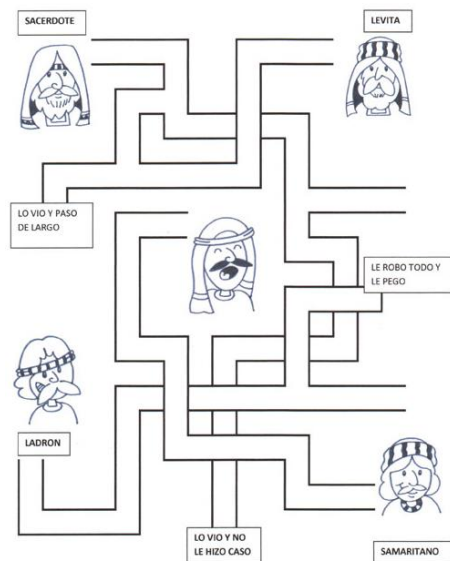 SACERDOTE
LEVITA
LO VIO Y PASO
DE LARGO
LE ROBO TODO Y
LE PEGO
LADRON
LO VIO Y NO
LE HIZO CASO
SAMARITANO